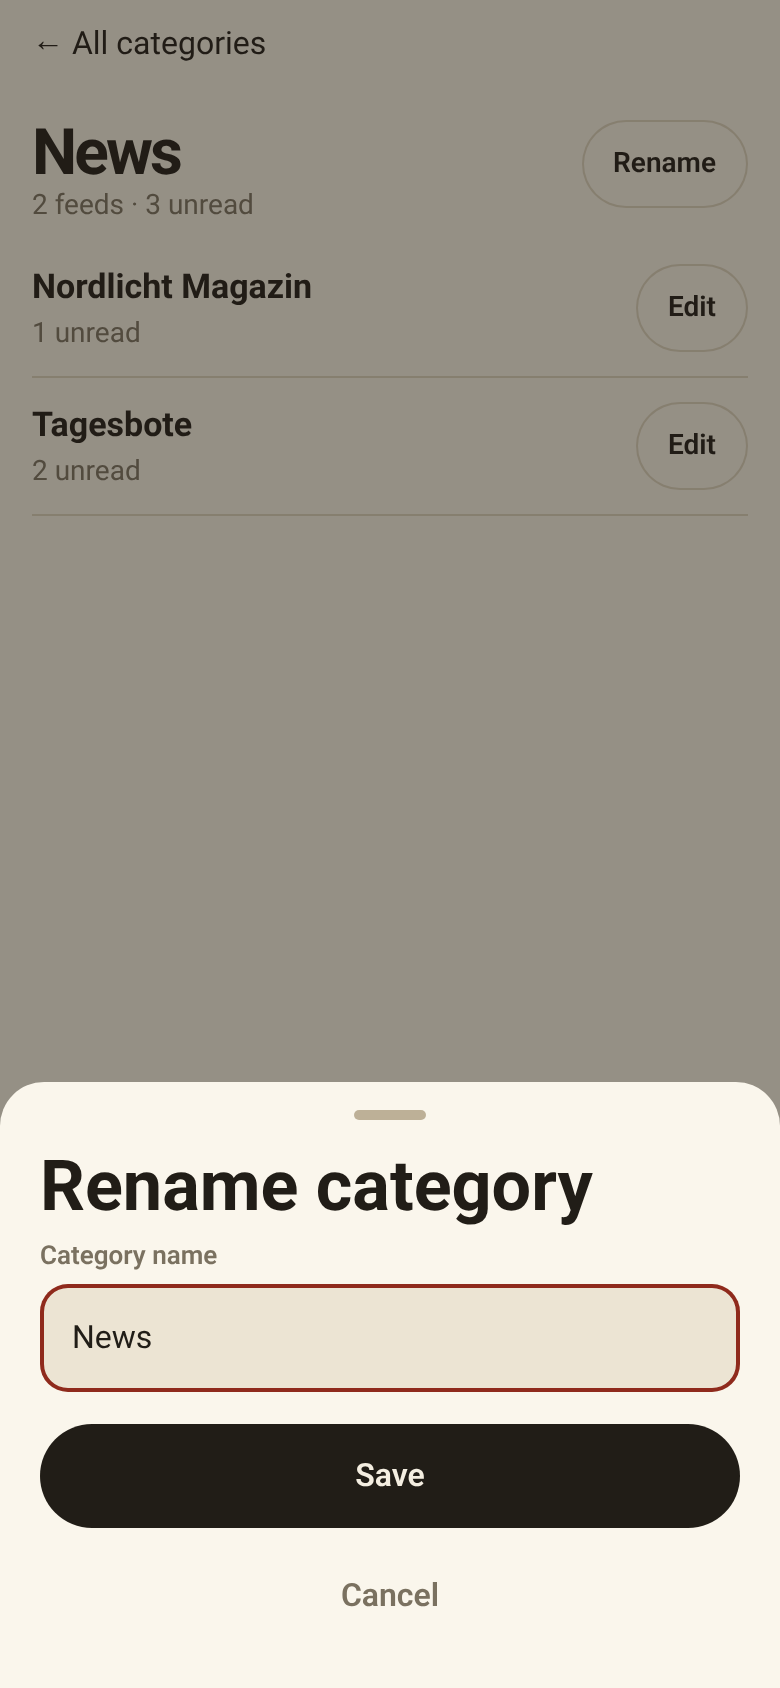 ← All categories
News
Rename
2 feeds · 3 unread
Nordlicht Magazin
1 unread
Edit
Tagesbote
2 unread
Edit
Rename category
Category name
News
Save
Cancel